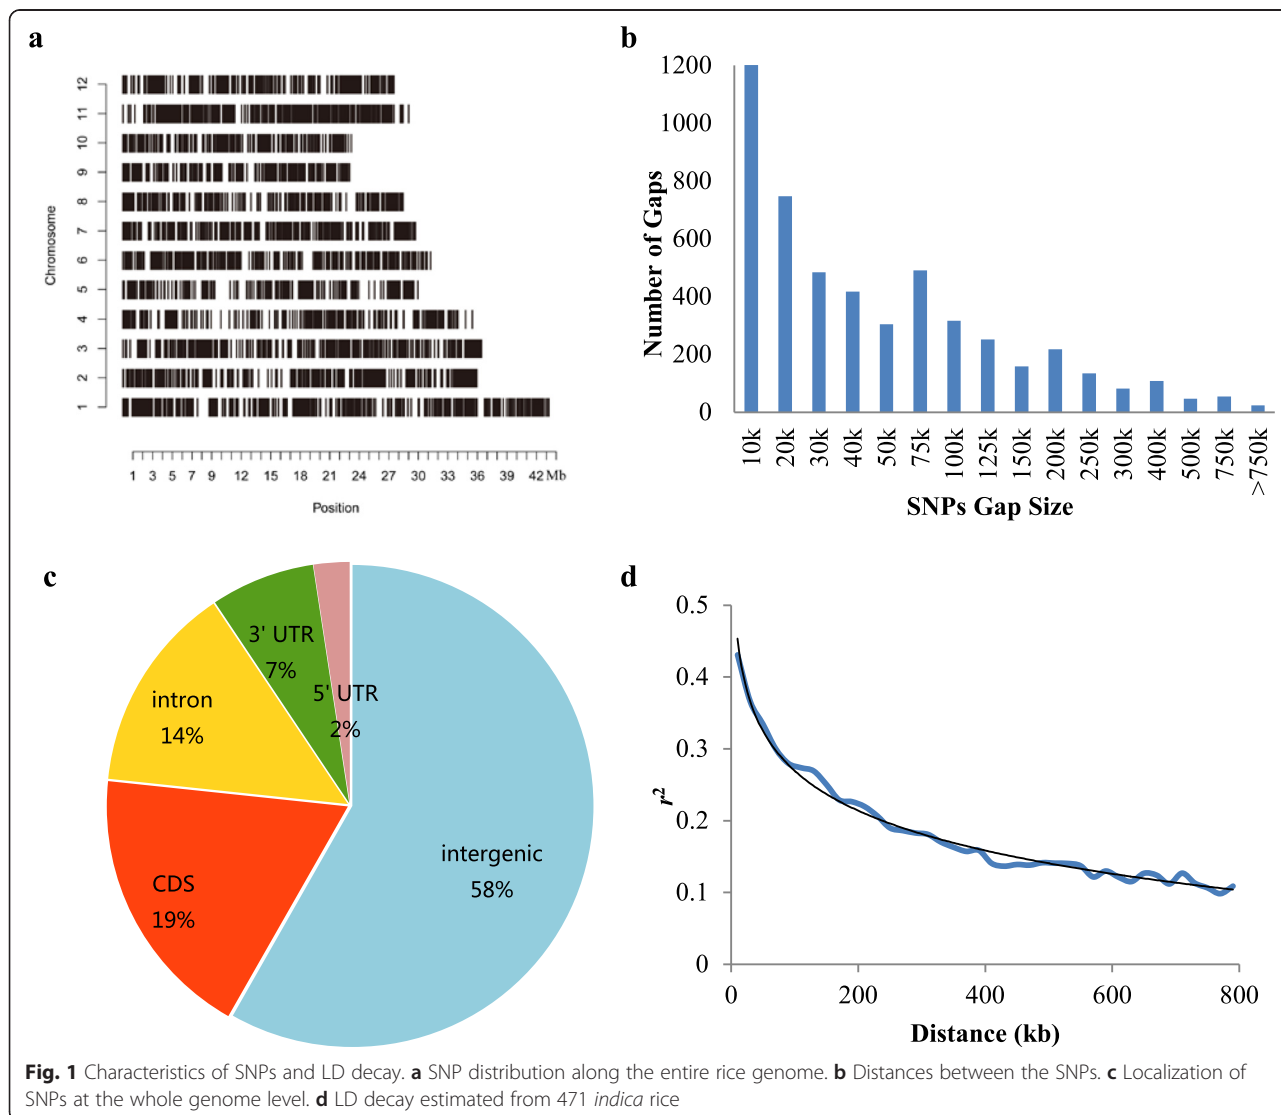 a
Chromosome
12
11
10
9
8
7
6
5
4
3
2
1
1 3 5 7 9 12 15 18 21 24 27 30 33 36 39 42 Mb
Position
b
Number of Gaps
1200
1000
800
600
400
200
0
10k 20k 30k 40k 50k 75k 100k 125k 150k 200k 250k 300k 400k 500k 750k >750k
SNPs Gap Size
c
3' UTR
7%
5' UTR
2%
intron
14%
intergenic
58%
CDS
19%
d
r²
0.5
0.4
0.3
0.2
0.1
0
0 200 400 600 800
Distance (kb)
Fig. 1 Characteristics of SNPs and LD decay. a SNP distribution along the entire rice genome. b Distances between the SNPs. c Localization of
SNPs at the whole genome level. d LD decay estimated from 471 indica rice